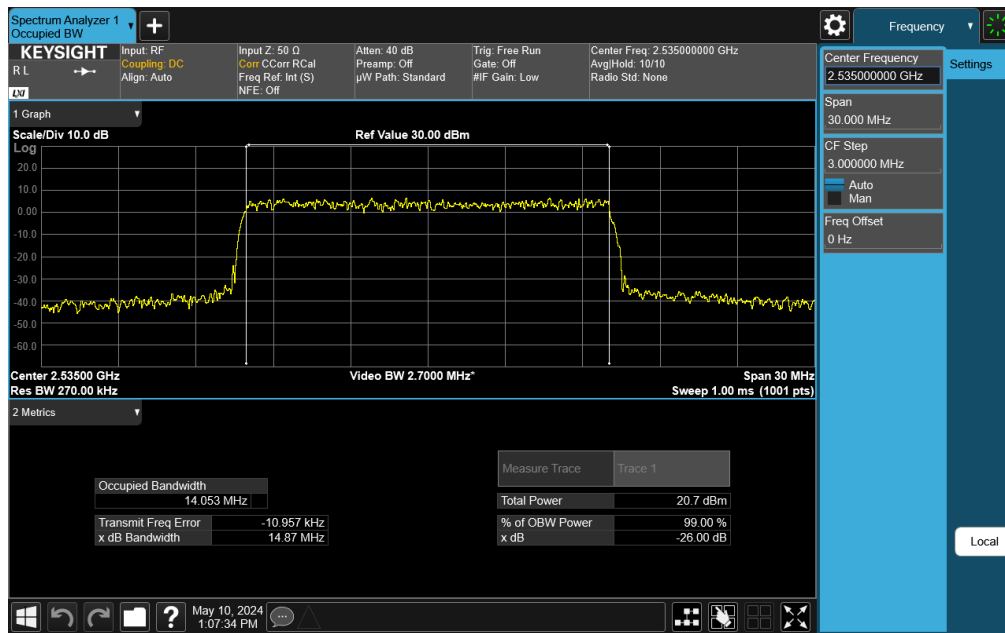 Spectrum Analyzer 1
Occupied BW
Frequency
KEYSIGHT
R L
LXI
Input: RF
Coupling: DC
Align: Auto
Input Z: 50 Ω
Corr CCorr RCal
Freq Ref: Int (S)
NFE: Off
Atten: 40 dB
Preamp: Off
µW Path: Standard
Trig: Free Run
Gate: Off
#IF Gain: Low
Center Freq: 2.535000000 GHz
Avg|Hold: 10/10
Radio Std: None
Center Frequency
2.535000000 GHz
Settings
Span
30.000 MHz
CF Step
3.000000 MHz
Auto
Man
Freq Offset
0 Hz
1 Graph
Scale/Div 10.0 dB
Ref Value 30.00 dBm
Log
20.0
10.0
0.00
-10.0
-20.0
-30.0
-40.0
-50.0
-60.0
Center 2.53500 GHz
Video BW 2.7000 MHz*
Span 30 MHz
Res BW 270.00 kHz
Sweep 1.00 ms (1001 pts)
2 Metrics
Measure Trace Trace 1
Occupied Bandwidth
14.053 MHz
Total Power 20.7 dBm
Transmit Freq Error -10.957 kHz
% of OBW Power 99.00 %
x dB Bandwidth 14.87 MHz
x dB -26.00 dB
Local
May 10, 2024
1:07:34 PM